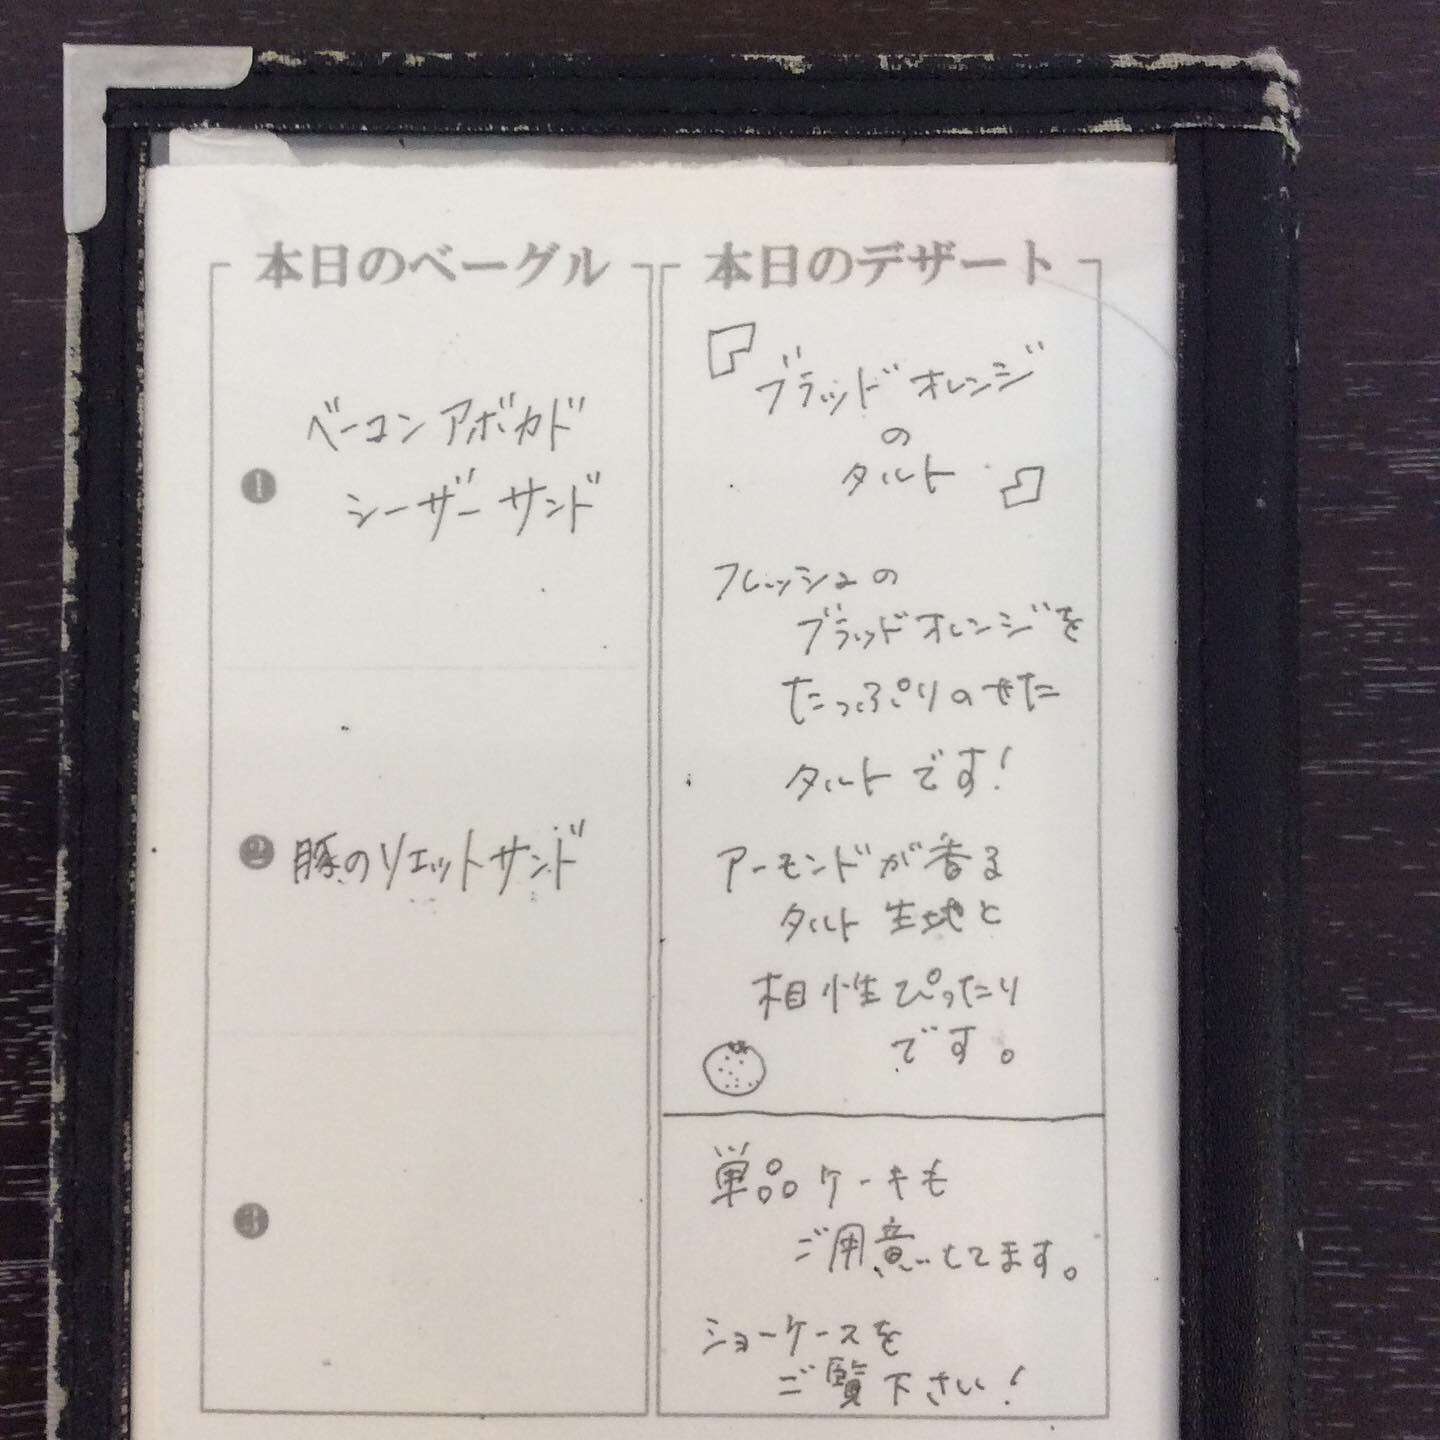 本日のベーグル
❶
ベーコンアボカド
シーザーサンド
❷ 豚のリエットサンド
❸
本日のデザート
『ブラッドオレンジ
の
タルト』
フレッシュの
ブラッドオレンジを
たっぷりのせた
タルトです!
アーモンドが香る
タルト生地と
相性ぴったり
です。
単品ケーキも
ご用意してます。
ショーケースを
ご覧下さい!